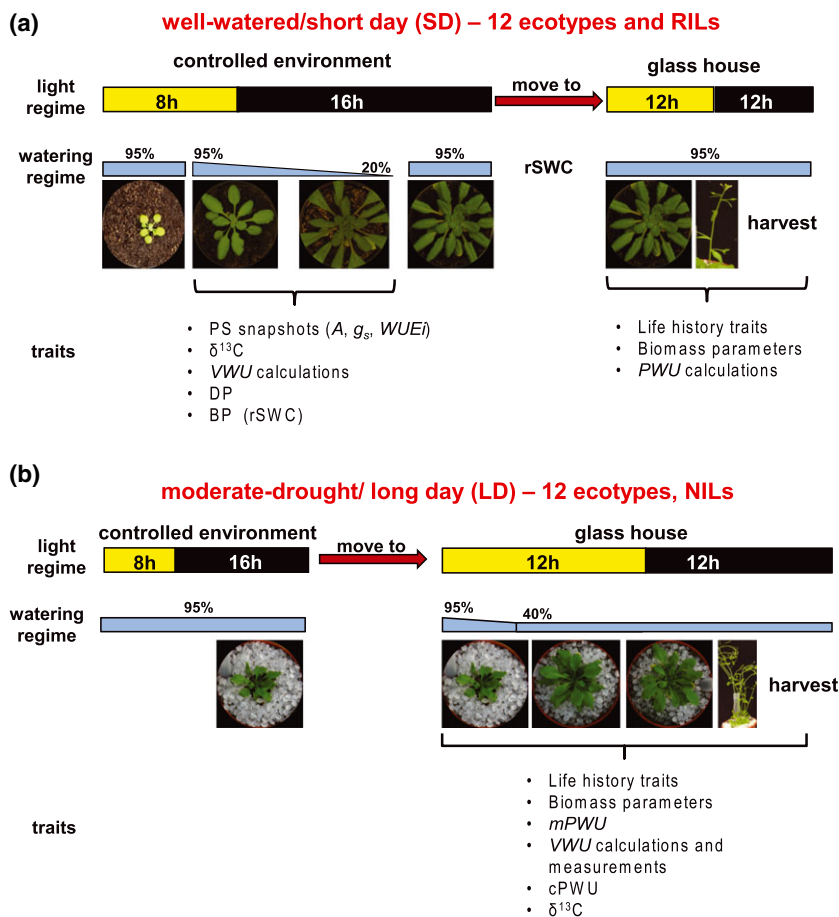 (a)
well-watered/short day (SD) – 12 ecotypes and RILs
controlled environment
glass house
light regime
8h
16h
move to
12h
12h
watering regime
95%
95%
20%
95%
rSWC
95%
harvest
traits
• PS snapshots (A, gₛ, WUEi)
• δ¹³C
• VWU calculations
• DP
• BP (rSWC)
• Life history traits
• Biomass parameters
• PWU calculations
(b)
moderate-drought/ long day (LD) – 12 ecotypes, NILs
controlled environment
glass house
light regime
8h
16h
move to
12h
12h
watering regime
95%
95%
40%
harvest
traits
• Life history traits
• Biomass parameters
• mPWU
• VWU calculations and
measurements
• cPWU
• δ¹³C